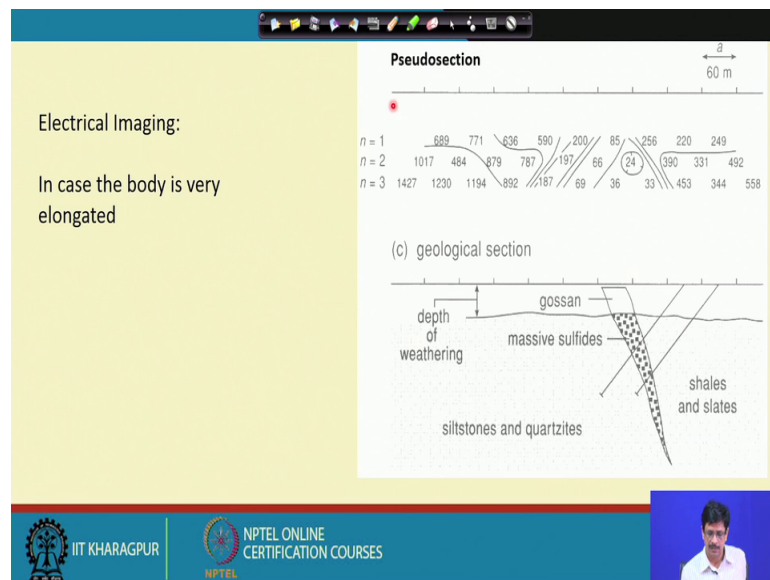 Electrical Imaging:
In case the body is very
elongated
Pseudosection
a
60 m
n = 1 689 771 636 590 200 85 256 220 249
n = 2 1017 484 879 787 197 66 24 390 331 492
n = 3 1427 1230 1194 892 187 69 36 33 453 344 558
(c) geological section
depth
of
weathering
gossan
massive sulfides
shales
and slates
siltstones and quartzites
IIT KHARAGPUR
NPTEL
NPTEL ONLINE
CERTIFICATION COURSES